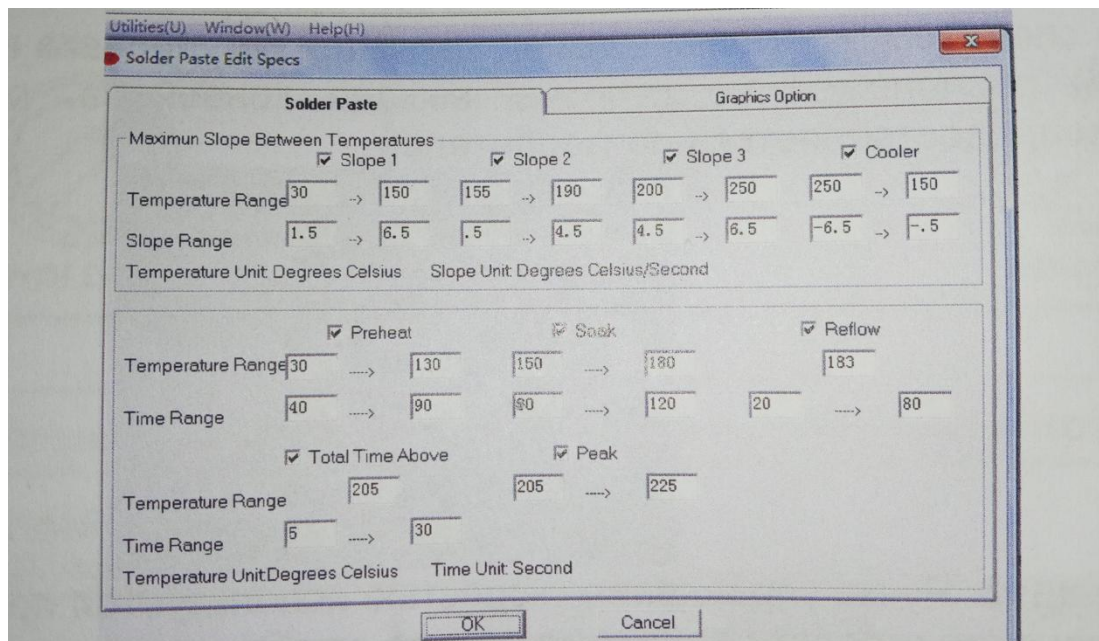 Utilities(U) Window(W) Help(H)
Solder Paste Edit Specs
Solder Paste Graphics Option
Maximun Slope Between Temperatures
Slope 1 Slope 2 Slope 3 Cooler
Temperature Range 30 --> 150 155 --> 190 200 --> 250 250 --> 150
Slope Range 1.5 --> 6.5 .5 --> 4.5 4.5 --> 6.5 -6.5 --> -.5
Temperature Unit: Degrees Celsius Slope Unit: Degrees Celsius/Second
Preheat Soak Reflow
Temperature Range 30 ----> 130 150 ----> 180 183
Time Range 40 ----> 90 ----> 120 20 ----> 80
Total Time Above Peak
Temperature Range 205 205 ----> 225
Time Range 5 ----> 30
Temperature Unit:Degrees Celsius Time Unit: Second
OK Cancel